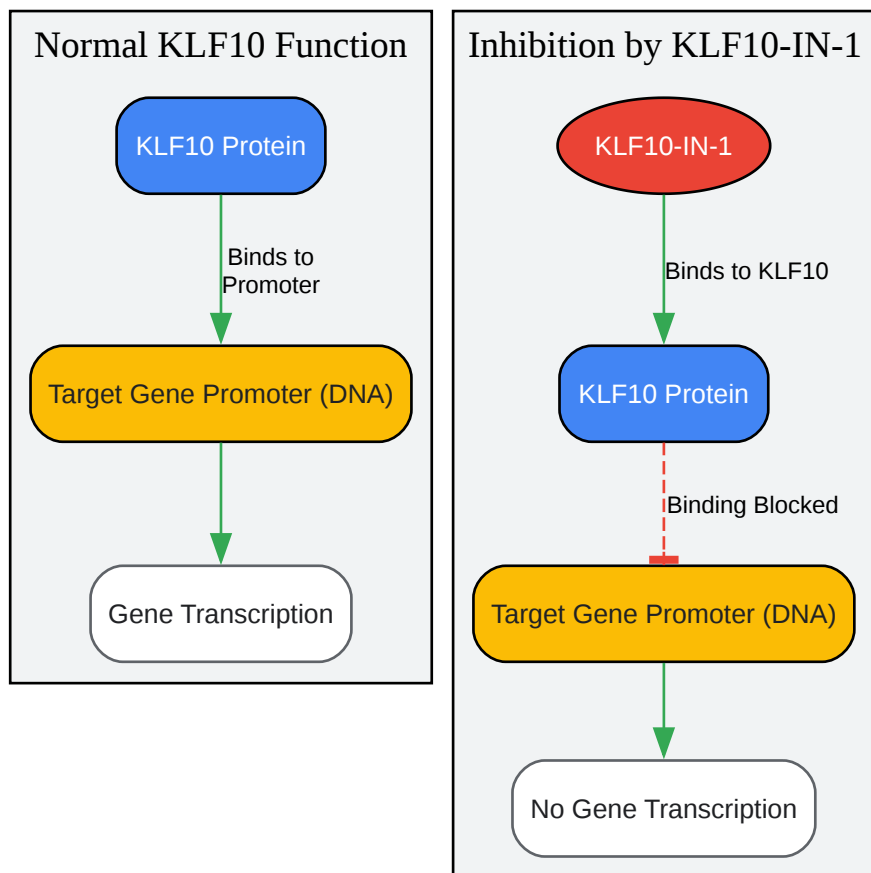 Normal KLF10 Function
KLF10 Protein
Binds to
Promoter
Target Gene Promoter (DNA)
Gene Transcription
Inhibition by KLF10-IN-1
KLF10-IN-1
Binds to KLF10
KLF10 Protein
Binding Blocked
Target Gene Promoter (DNA)
No Gene Transcription